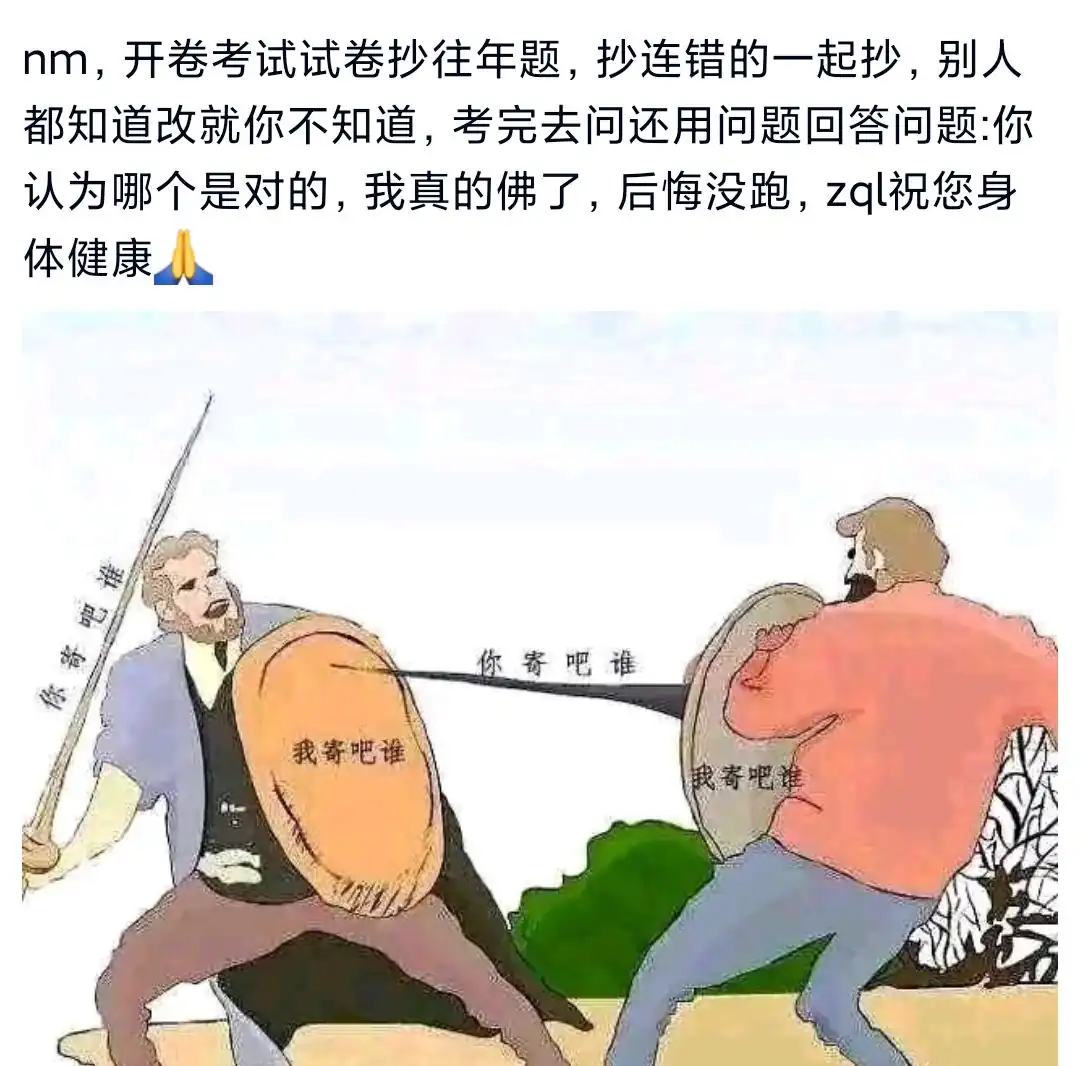 nm, 开卷考试试卷抄往年题, 抄连错的一起抄, 别人
都知道改就你不知道, 考完去问还用问题回答问题:你
认为哪个是对的, 我真的佛了, 后悔没跑, zql祝您身
体健康🙏
你寄吧谁
你寄吧谁
我寄吧谁
我寄吧谁